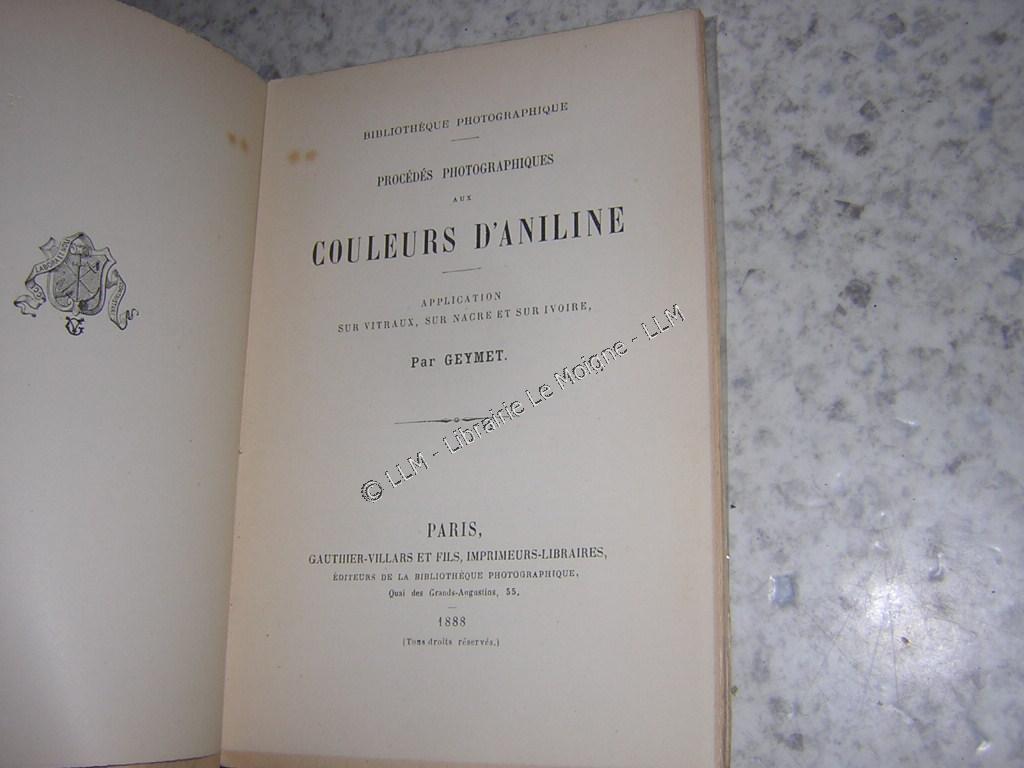 BIBLIOTHÈQUE PHOTOGRAPHIQUE
PROCÉDÉS PHOTOGRAPHIQUES
AUX
COULEURS D'ANILINE
APPLICATION
SUR VITRAUX, SUR NACRE ET SUR IVOIRE,
Par GEYMET.
© LLM - Librairie Le Moigne - LLM
PARIS,
GAUTHIER-VILLARS ET FILS, IMPRIMEURS-LIBRAIRES,
ÉDITEURS DE LA BIBLIOTHÈQUE PHOTOGRAPHIQUE,
Quai des Grands-Augustins, 55.
1888
(Tous droits réservés.)